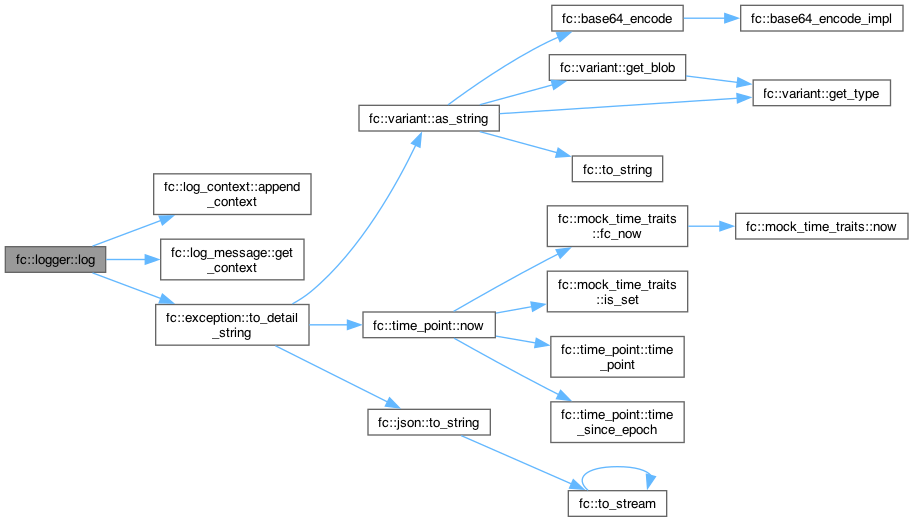 fc::base64_encode
fc::base64_encode_impl
fc::variant::get_blob
fc::variant::get_type
fc::variant::as_string
fc::to_string
fc::log_context::append
_context
fc::mock_time_traits
::fc_now
fc::mock_time_traits::now
fc::logger::log
fc::log_message::get
_context
fc::mock_time_traits
::is_set
fc::exception::to_detail
_string
fc::time_point::now
fc::time_point::time
_point
fc::json::to_string
fc::time_point::time
_since_epoch
fc::to_stream